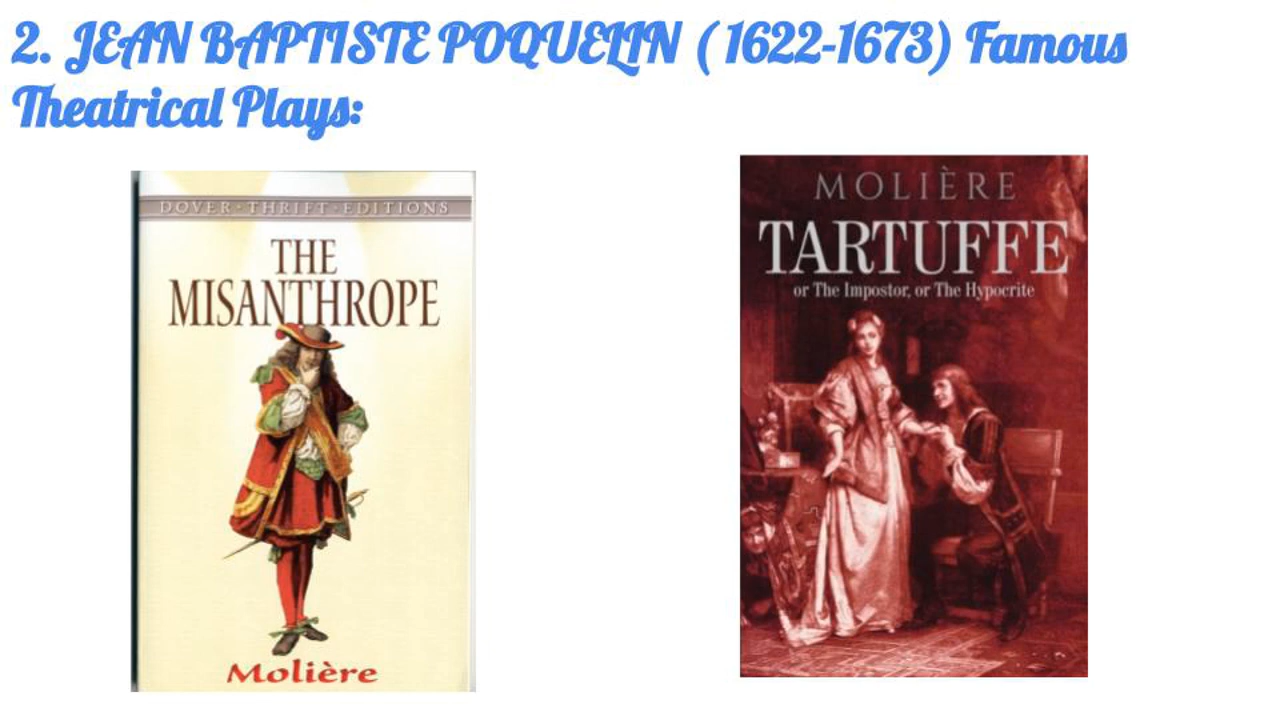 2. JEAN BAPTISTE POQUELIN ( 1622-1673) Famous
Theatrical Plays:
DOVER · THRIFT · EDITIONS
THE
MISANTHROPE
Molière
MOLIÈRE
TARTUFFE
or The Impostor, or The Hypocrite